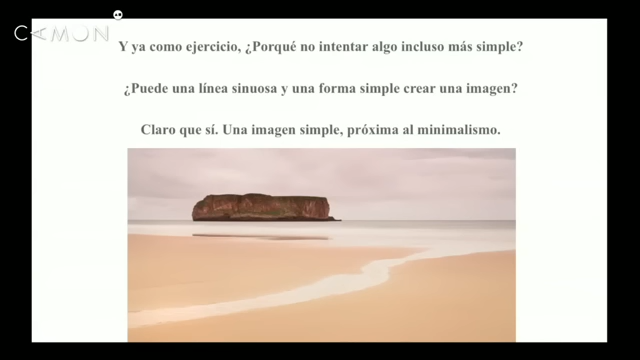 CAMON
Y ya como ejercicio, ¿Porqué no intentar algo incluso más simple?
¿Puede una línea sinuosa y una forma simple crear una imagen?
Claro que sí. Una imagen simple, próxima al minimalismo.